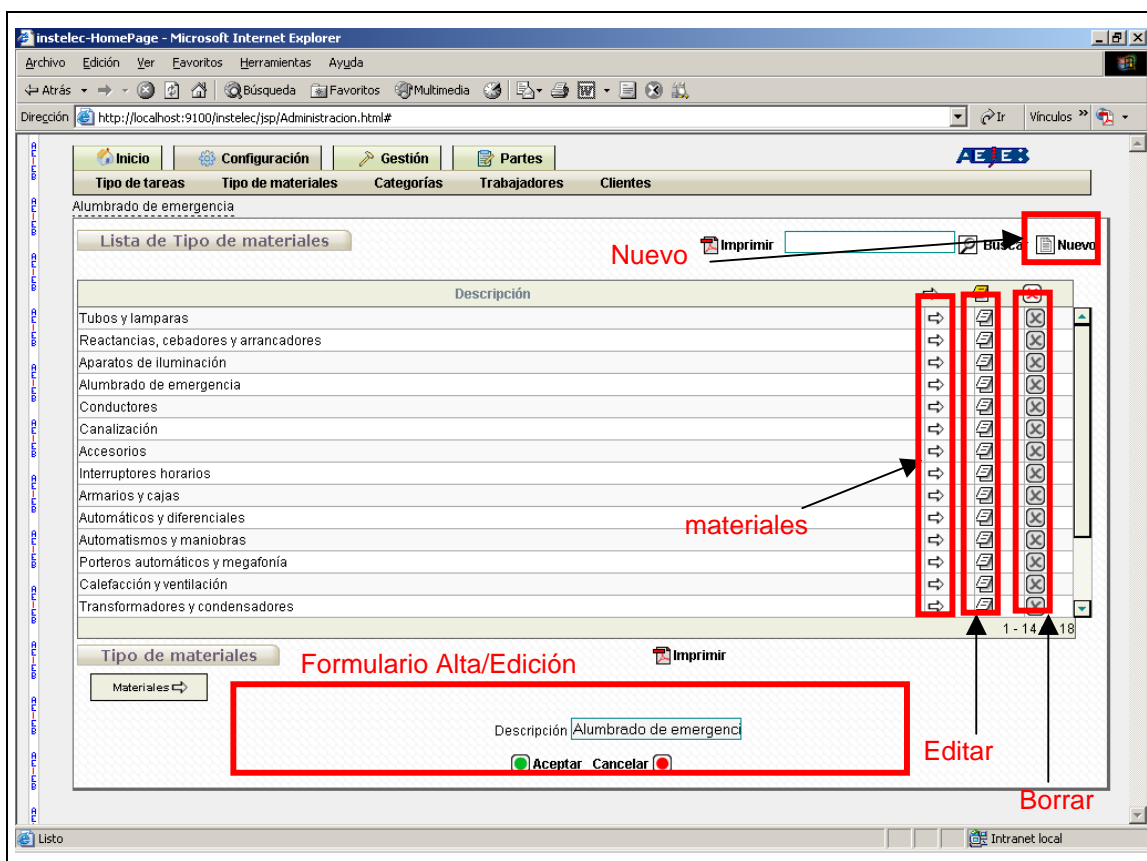 instelec-HomePage - Microsoft Internet Explorer
Archivo Edición Ver Favoritos Herramientas Ayuda
Atrás Búsqueda Favoritos Multimedia
Dirección http://localhost:9100/instelec/jsp/Administracion.html# Ir Vínculos »
Inicio Configuración Gestión Partes
Tipo de tareas Tipo de materiales Categorías Trabajadores Clientes
Alumbrado de emergencia
Lista de Tipo de materiales Nuevo Imprimir Buscar Nuevo
Descripción
Tubos y lamparas
Reactancias, cebadores y arrancadores
Aparatos de iluminación
Alumbrado de emergencia
Conductores
Canalización
Accesorios
Interruptores horarios
Armarios y cajas
Automáticos y diferenciales
materiales
Automatismos y maniobras
Porteros automáticos y megafonía
Calefacción y ventilación
Transformadores y condensadores
1 - 14 18
Tipo de materiales Formulario Alta/Edición Imprimir
Materiales
Descripción Alumbrado de emergenci
Editar
Aceptar Cancelar
Borrar
Listo Intranet local